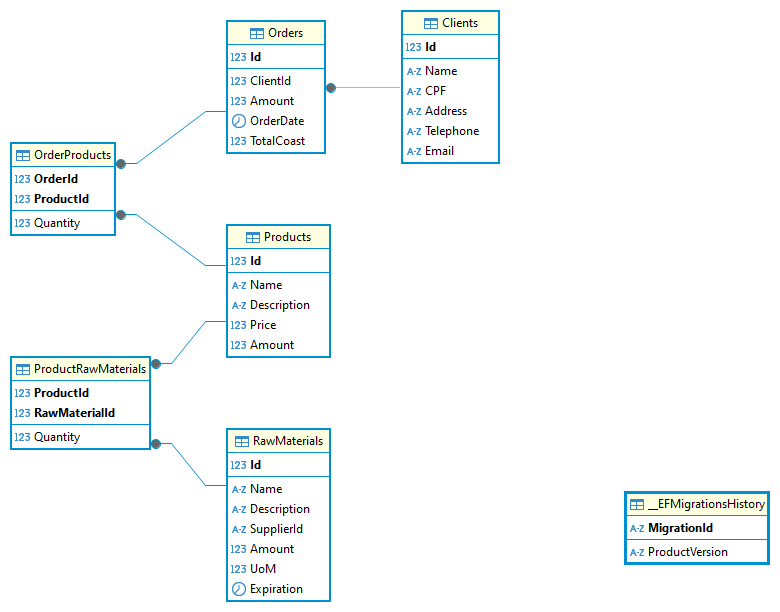 Orders
123 Id
123 ClientId
123 Amount
OrderDate
123 TotalCoast
Clients
123 Id
A-Z Name
A-Z CPF
A-Z Address
A-Z Telephone
A-Z Email
OrderProducts
123 OrderId
123 ProductId
123 Quantity
Products
123 Id
A-Z Name
A-Z Description
123 Price
123 Amount
ProductRawMaterials
123 ProductId
123 RawMaterialId
123 Quantity
RawMaterials
123 Id
A-Z Name
A-Z Description
A-Z SupplierId
123 Amount
123 UoM
Expiration
__EFMigrationsHistory
A-Z MigrationId
A-Z ProductVersion